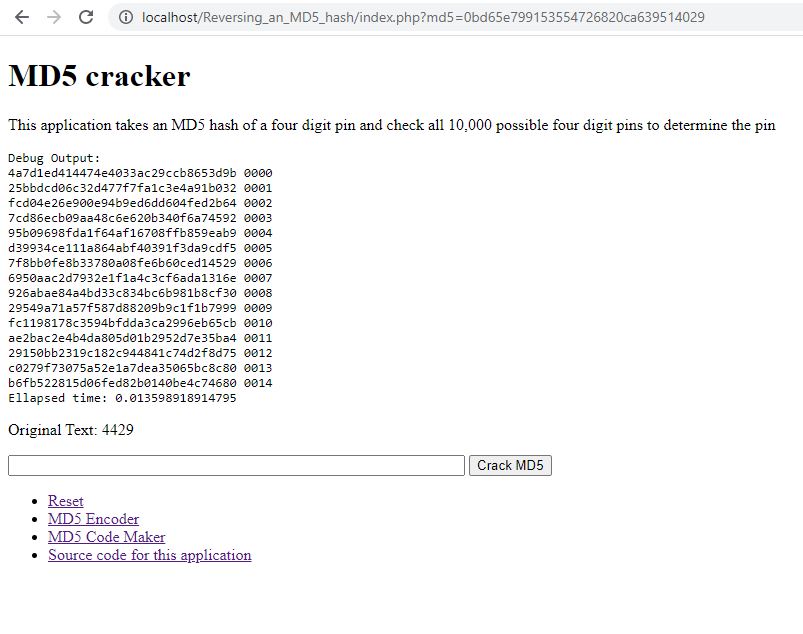 localhost/Reversing_an_MD5_hash/index.php?md5=0bd65e799153554726820ca639514029
MD5 cracker
This application takes an MD5 hash of a four digit pin and check all 10,000 possible four digit pins to determine the pin
Debug Output:
4a7d1ed414474e4033ac29ccb8653d9b 0000
25bbdcd06c32d477f7fa1c3e4a91b032 0001
fcd04e26e900e94b9ed6dd604fed2b64 0002
7cd86ecb09aa48c6e620b340f6a74592 0003
95b09698fda1f64af16708ffb859eab9 0004
d39934ce111a864abf40391f3da9cdf5 0005
7f8bb0fe8b33780a08fe6b60ced14529 0006
6950aac2d7932e1f1a4c3cf6ada1316e 0007
926abae84a4bd33c834bc6b981b8cf30 0008
29549a71a57f587d88209b9c1f1b7999 0009
fc1198178c3594bfdda3ca2996eb65cb 0010
ae2bac2e4b4da805d01b2952d7e35ba4 0011
29150bb2319c182c944841c74d2f8d75 0012
c0279f73075a52e1a7dea35065bc8c80 0013
b6fb522815d06fed82b0140be4c74680 0014
Ellapsed time: 0.013598918914795
Original Text: 4429
Crack MD5
Reset
MD5 Encoder
MD5 Code Maker
Source code for this application